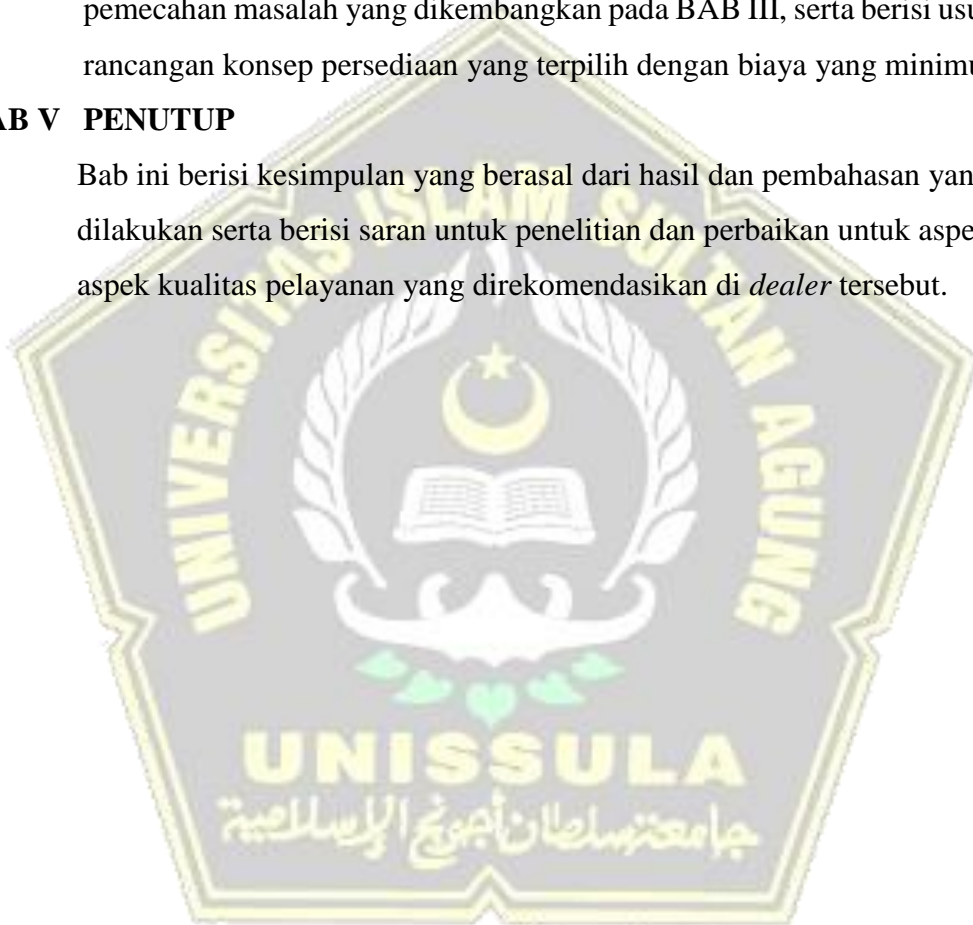 pemecahan masalah yang dikembangkan pada BAB III, serta berisi usu
rancangan konsep persediaan yang terpilih dengan biaya yang minimu
AB V PENUTUP
Bab ini berisi kesimpulan yang berasal dari hasil dan pembahasan yan
dilakukan serta berisi saran untuk penelitian dan perbaikan untuk aspe
aspek kualitas pelayanan yang direkomendasikan di dealer tersebut.
UNIVERSITAS ISLAM SULTAN AGUNG
UNISSULA
جامعة سلطان أجونج الإسلامية